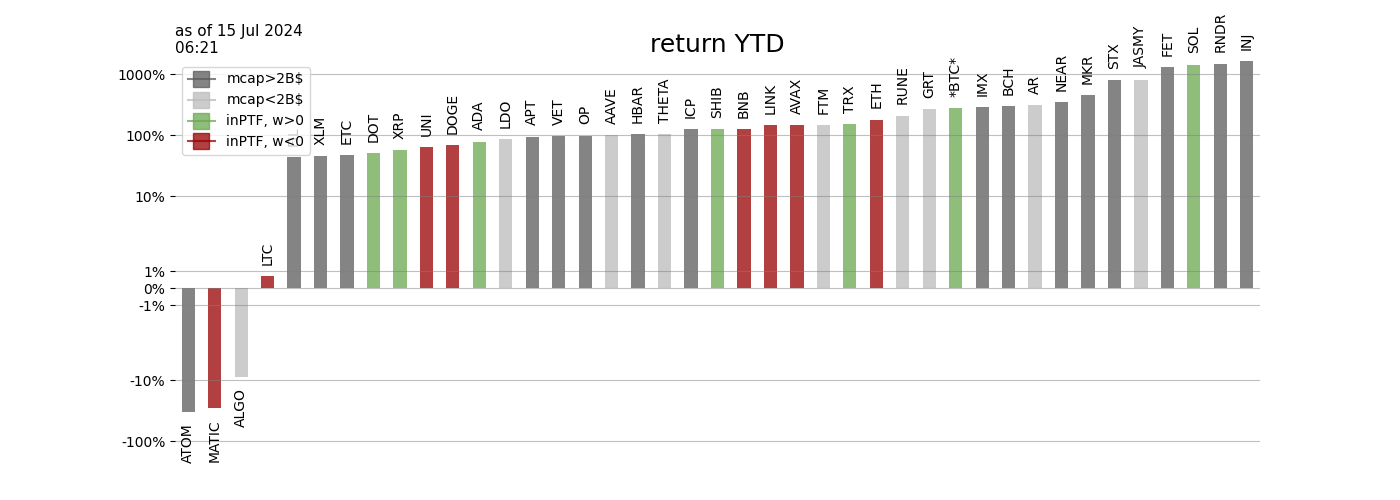 as of 15 Jul 2024
06:21
return YTD
mcap>2B$
mcap<2B$
inPTF, w>0
inPTF, w<0
1000%
100%
10%
1%
0%
-1%
-10%
-100%
ATOM
MATIC
ALGO
LTC
XLM
ETC
DOT
XRP
UNI
DOGE
ADA
LDO
APT
VET
OP
AAVE
HBAR
THETA
ICP
SHIB
BNB
LINK
AVAX
FTM
TRX
ETH
RUNE
GRT
*BTC*
IMX
BCH
AR
NEAR
MKR
STX
JASMY
FET
SOL
RNDR
INJ